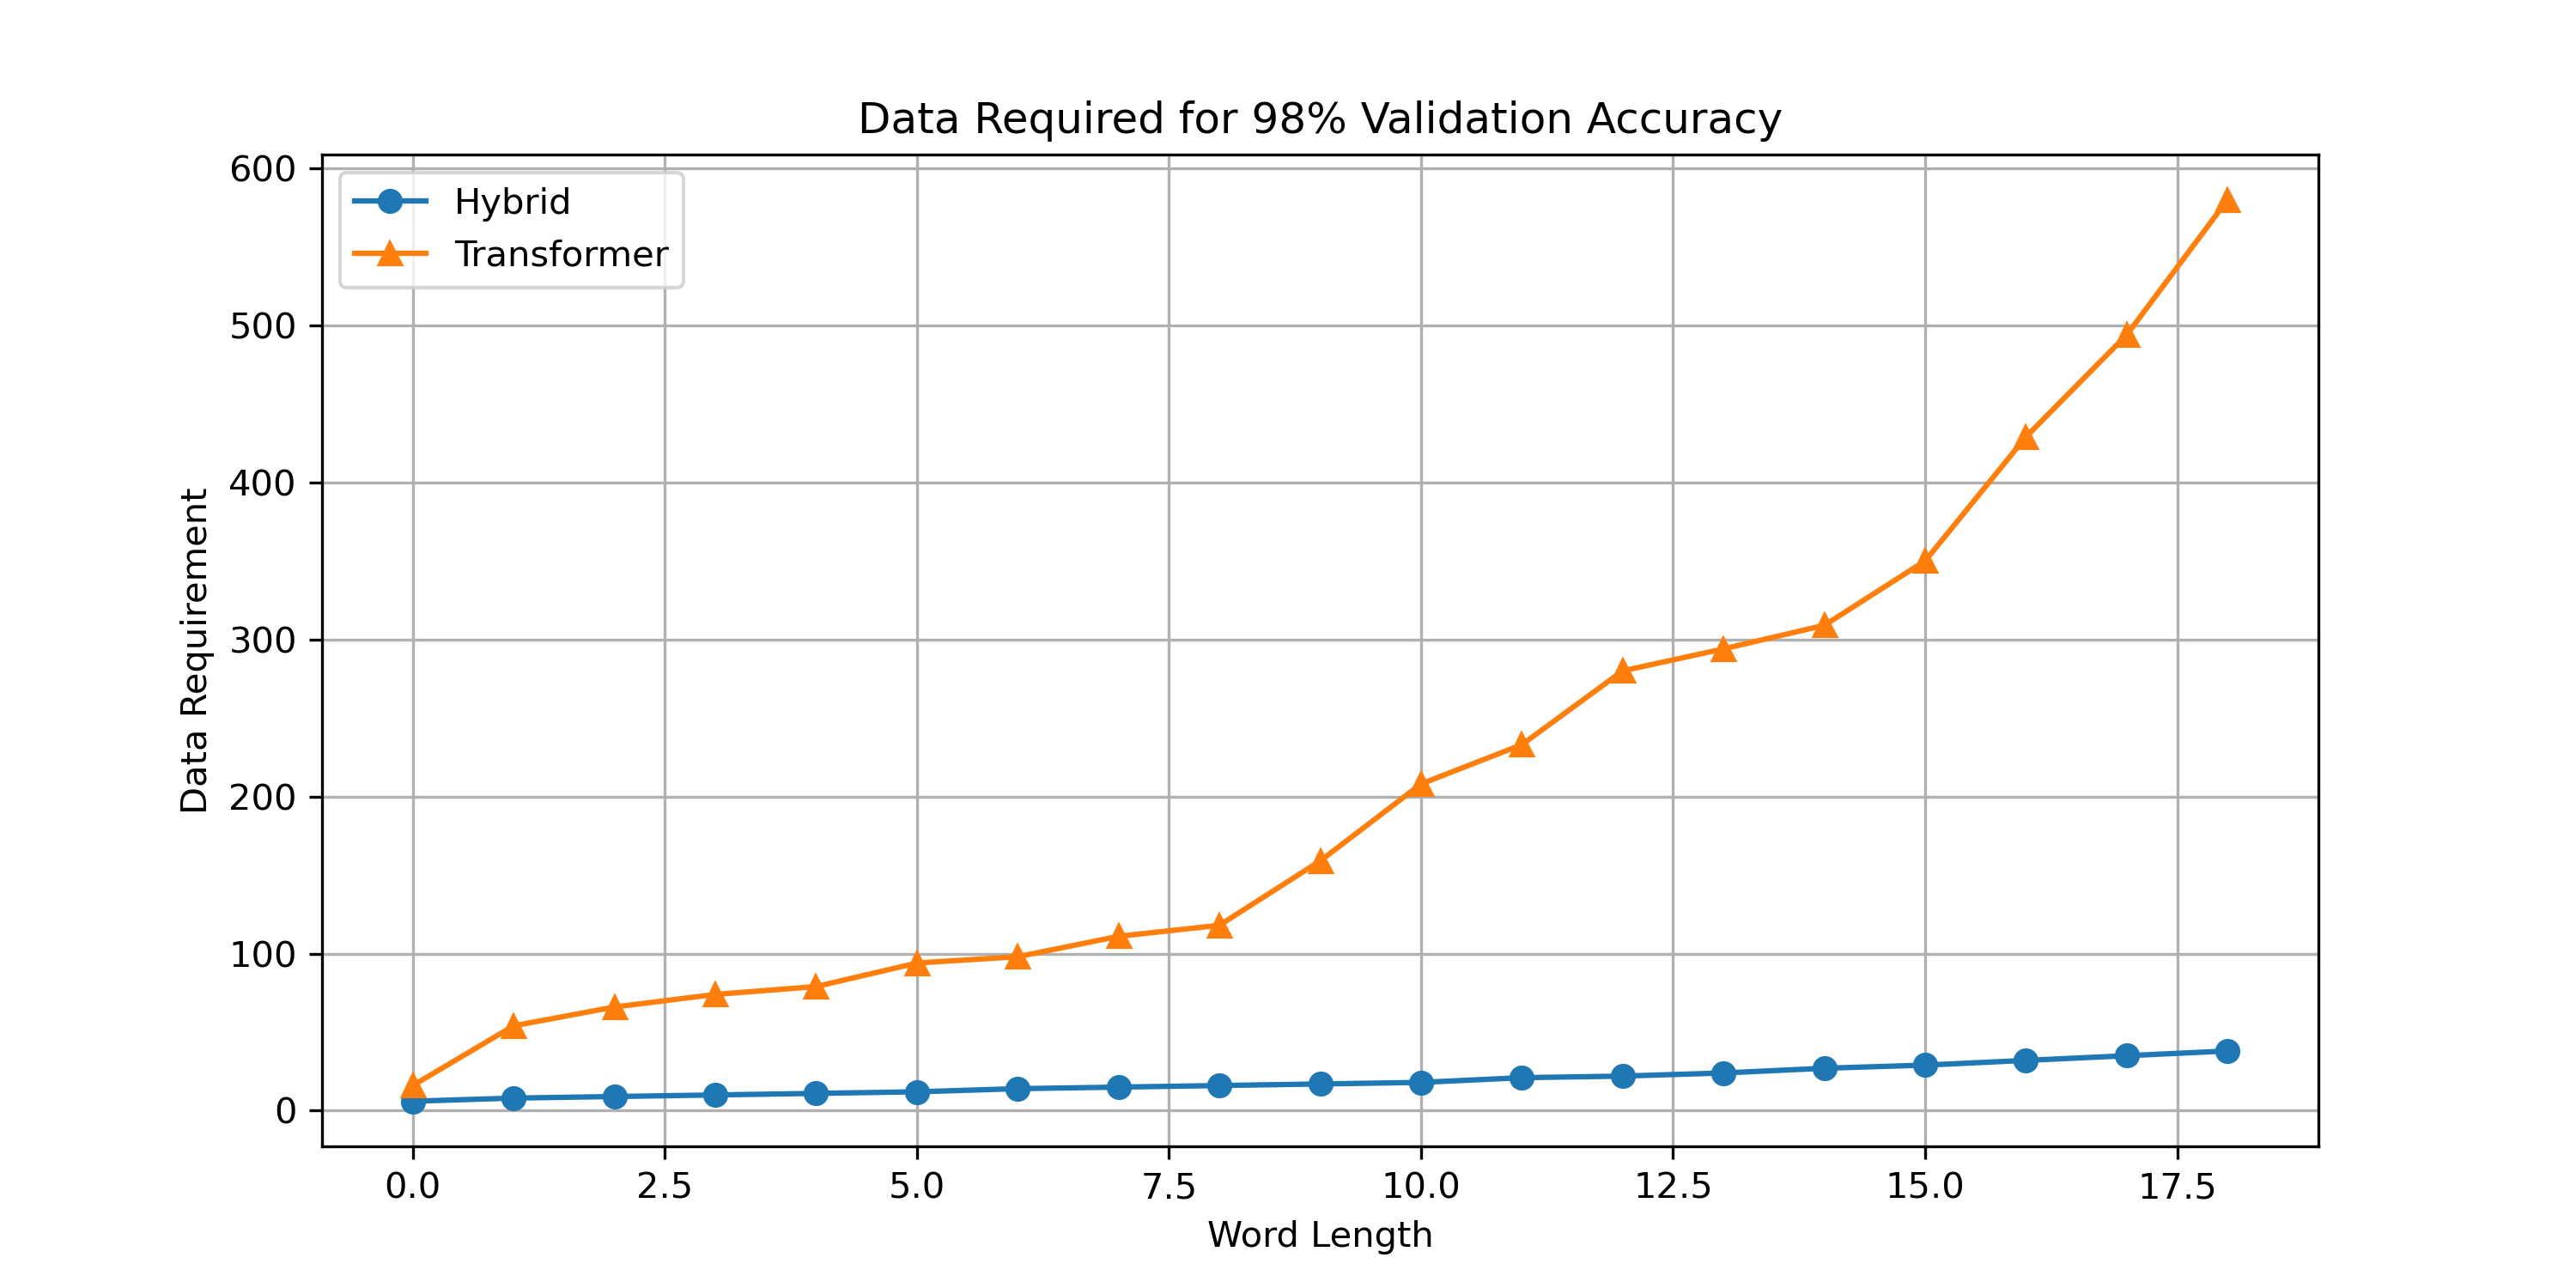 Data Required for 98% Validation Accuracy
600
500
400
300
200
100
0
Data Requirement
Hybrid
Transformer
0.0 2.5 5.0 7.5 10.0 12.5 15.0 17.5
Word Length